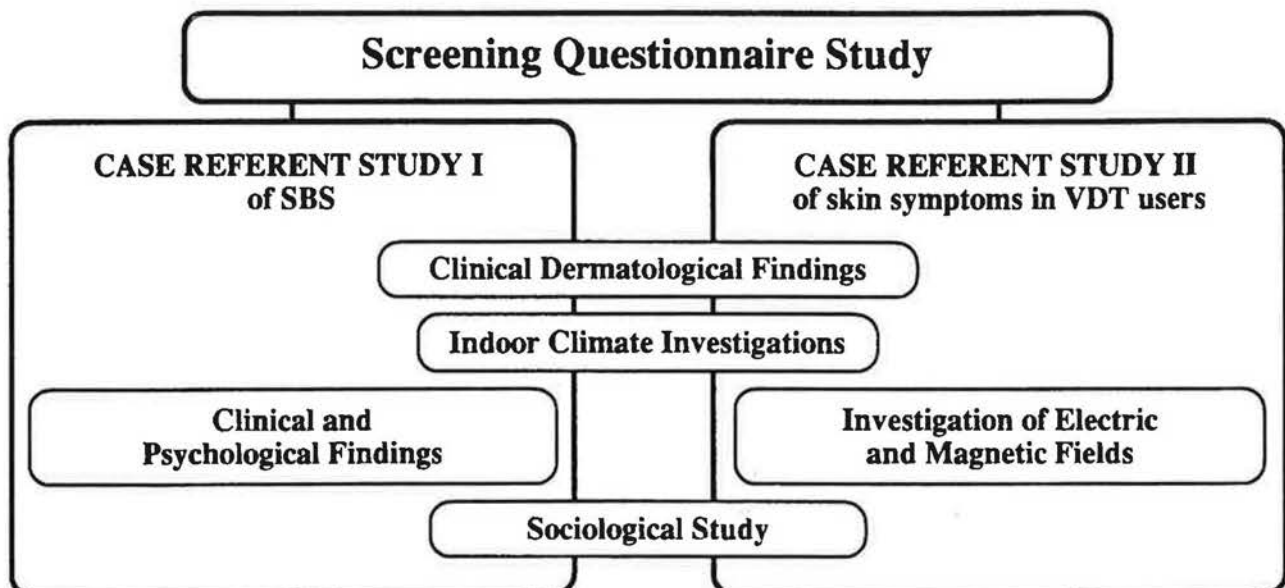 Screening Questionnaire Study
CASE REFERENT STUDY I
of SBS
CASE REFERENT STUDY II
of skin symptoms in VDT users
Clinical Dermatological Findings
Indoor Climate Investigations
Clinical and
Psychological Findings
Investigation of Electric
and Magnetic Fields
Sociological Study